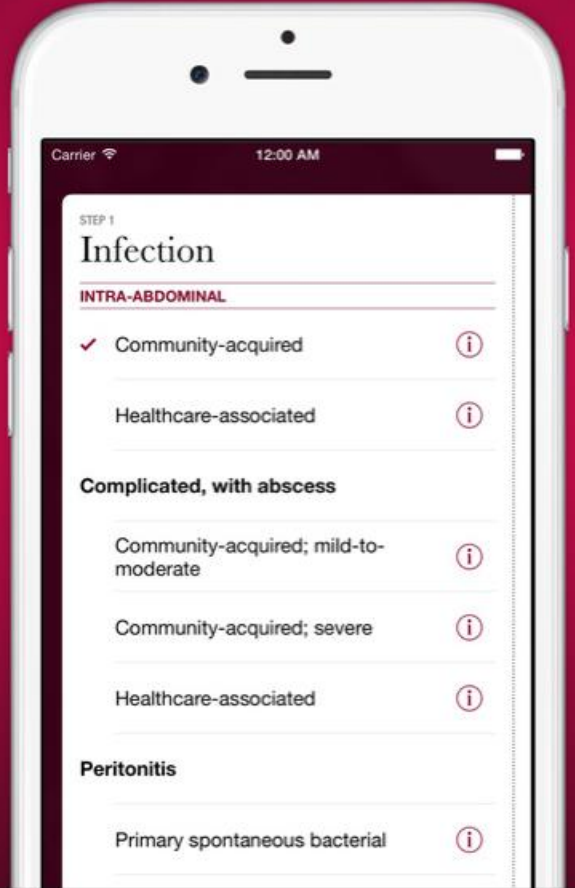 Carrier
12:00 AM
STEP 1
Infection
INTRA-ABDOMINAL
Community-acquired
Healthcare-associated
Complicated, with abscess
Community-acquired; mild-to-
moderate
Community-acquired; severe
Healthcare-associated
Peritonitis
Primary spontaneous bacterial